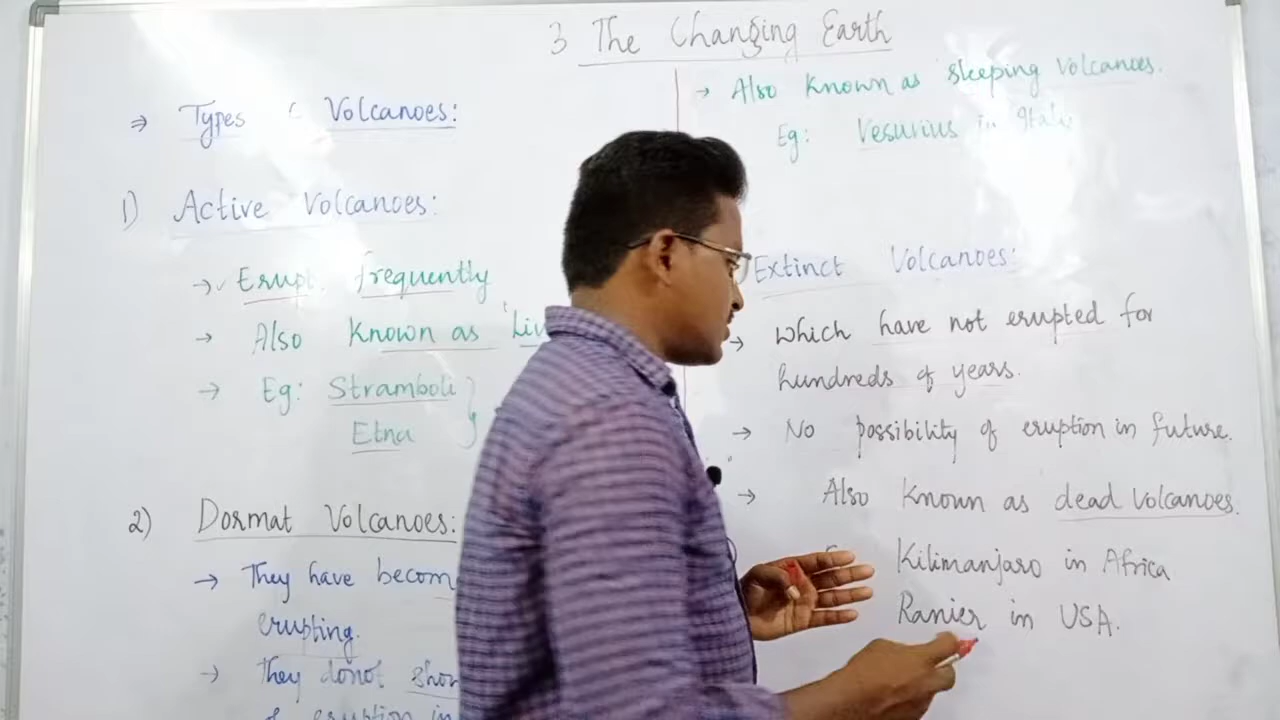 3 The Changing Earth
⇒ Types Volcanoes:
1) Active Volcanoes:
→ Erupt frequently
→ Also Known as
→ Eg: Stramboli
Etna
2) Dormat Volcanoes:
→ They have becom
erupting.
→ They donot
of eruption in
→ Also Known as sleeping Volcanoes.
Eg: Vesuvius in Italy
Extinct Volcanoes:
→ Which have not erupted for
hundreds of years.
→ No possibility of eruption in future.
→ Also Known as dead Volcanoes.
Kilimanjaro in Africa
Ranier in USA.